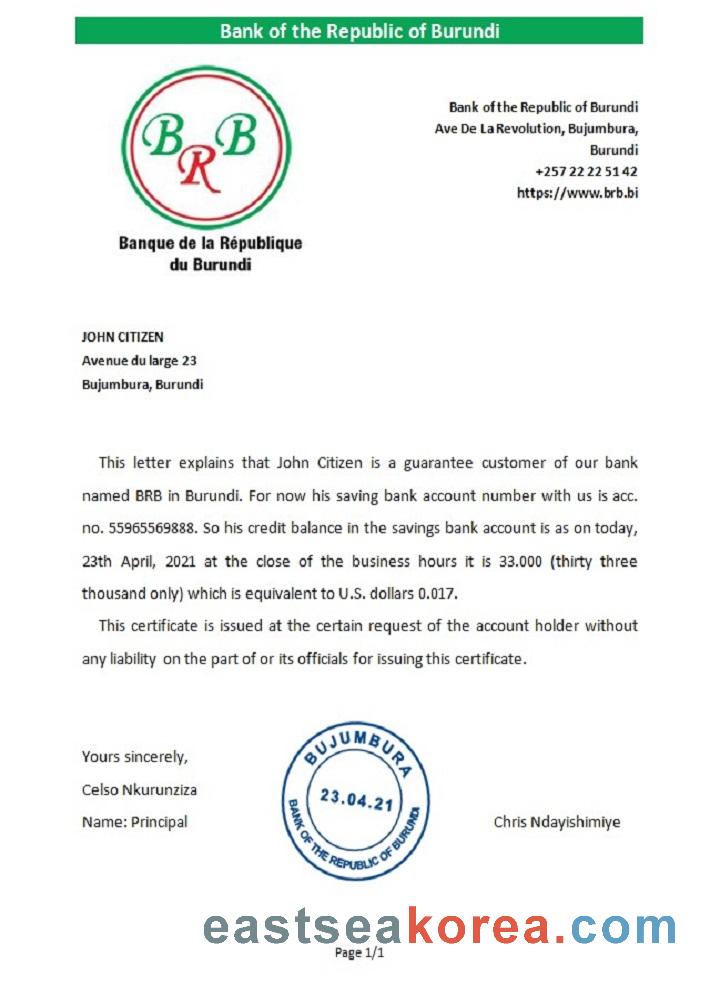 Bank of the Republic of Burundi
B R B
Banque de la République
du Burundi
Bank of the Republic of Burundi
Ave De La Revolution, Bujumbura,
Burundi
+257 22 22 51 42
https://www.brb.bi
JOHN CITIZEN
Avenue du large 23
Bujumbura, Burundi
This letter explains that John Citizen is a guarantee customer of our bank
named BRB in Burundi. For now his saving bank account number with us is acc.
no. 55965569888. So his credit balance in the savings bank account is as on today,
23th April, 2021 at the close of the business hours it is 33.000 (thirty three
thousand only) which is equivalent to U.S. dollars 0.017.
This certificate is issued at the certain request of the account holder without
any liability on the part of or its officials for issuing this certificate.
Yours sincerely,
Celso Nkurunziza
Name: Principal
BUJUMBURA
23.04.21
BANK OF THE REPUBLIC OF BURUNDI
Chris Ndayishimiye
eastseakorea.com
Page 1/1